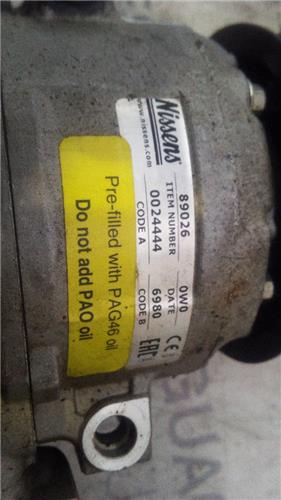 Nissens
www.nissens.com
89026 0W0
ITEM NUMBER DATE
0024444 6980
CODE A CODE B
CE
EAC
Pre-filled with PAG46 oil
Do not add PAO oil